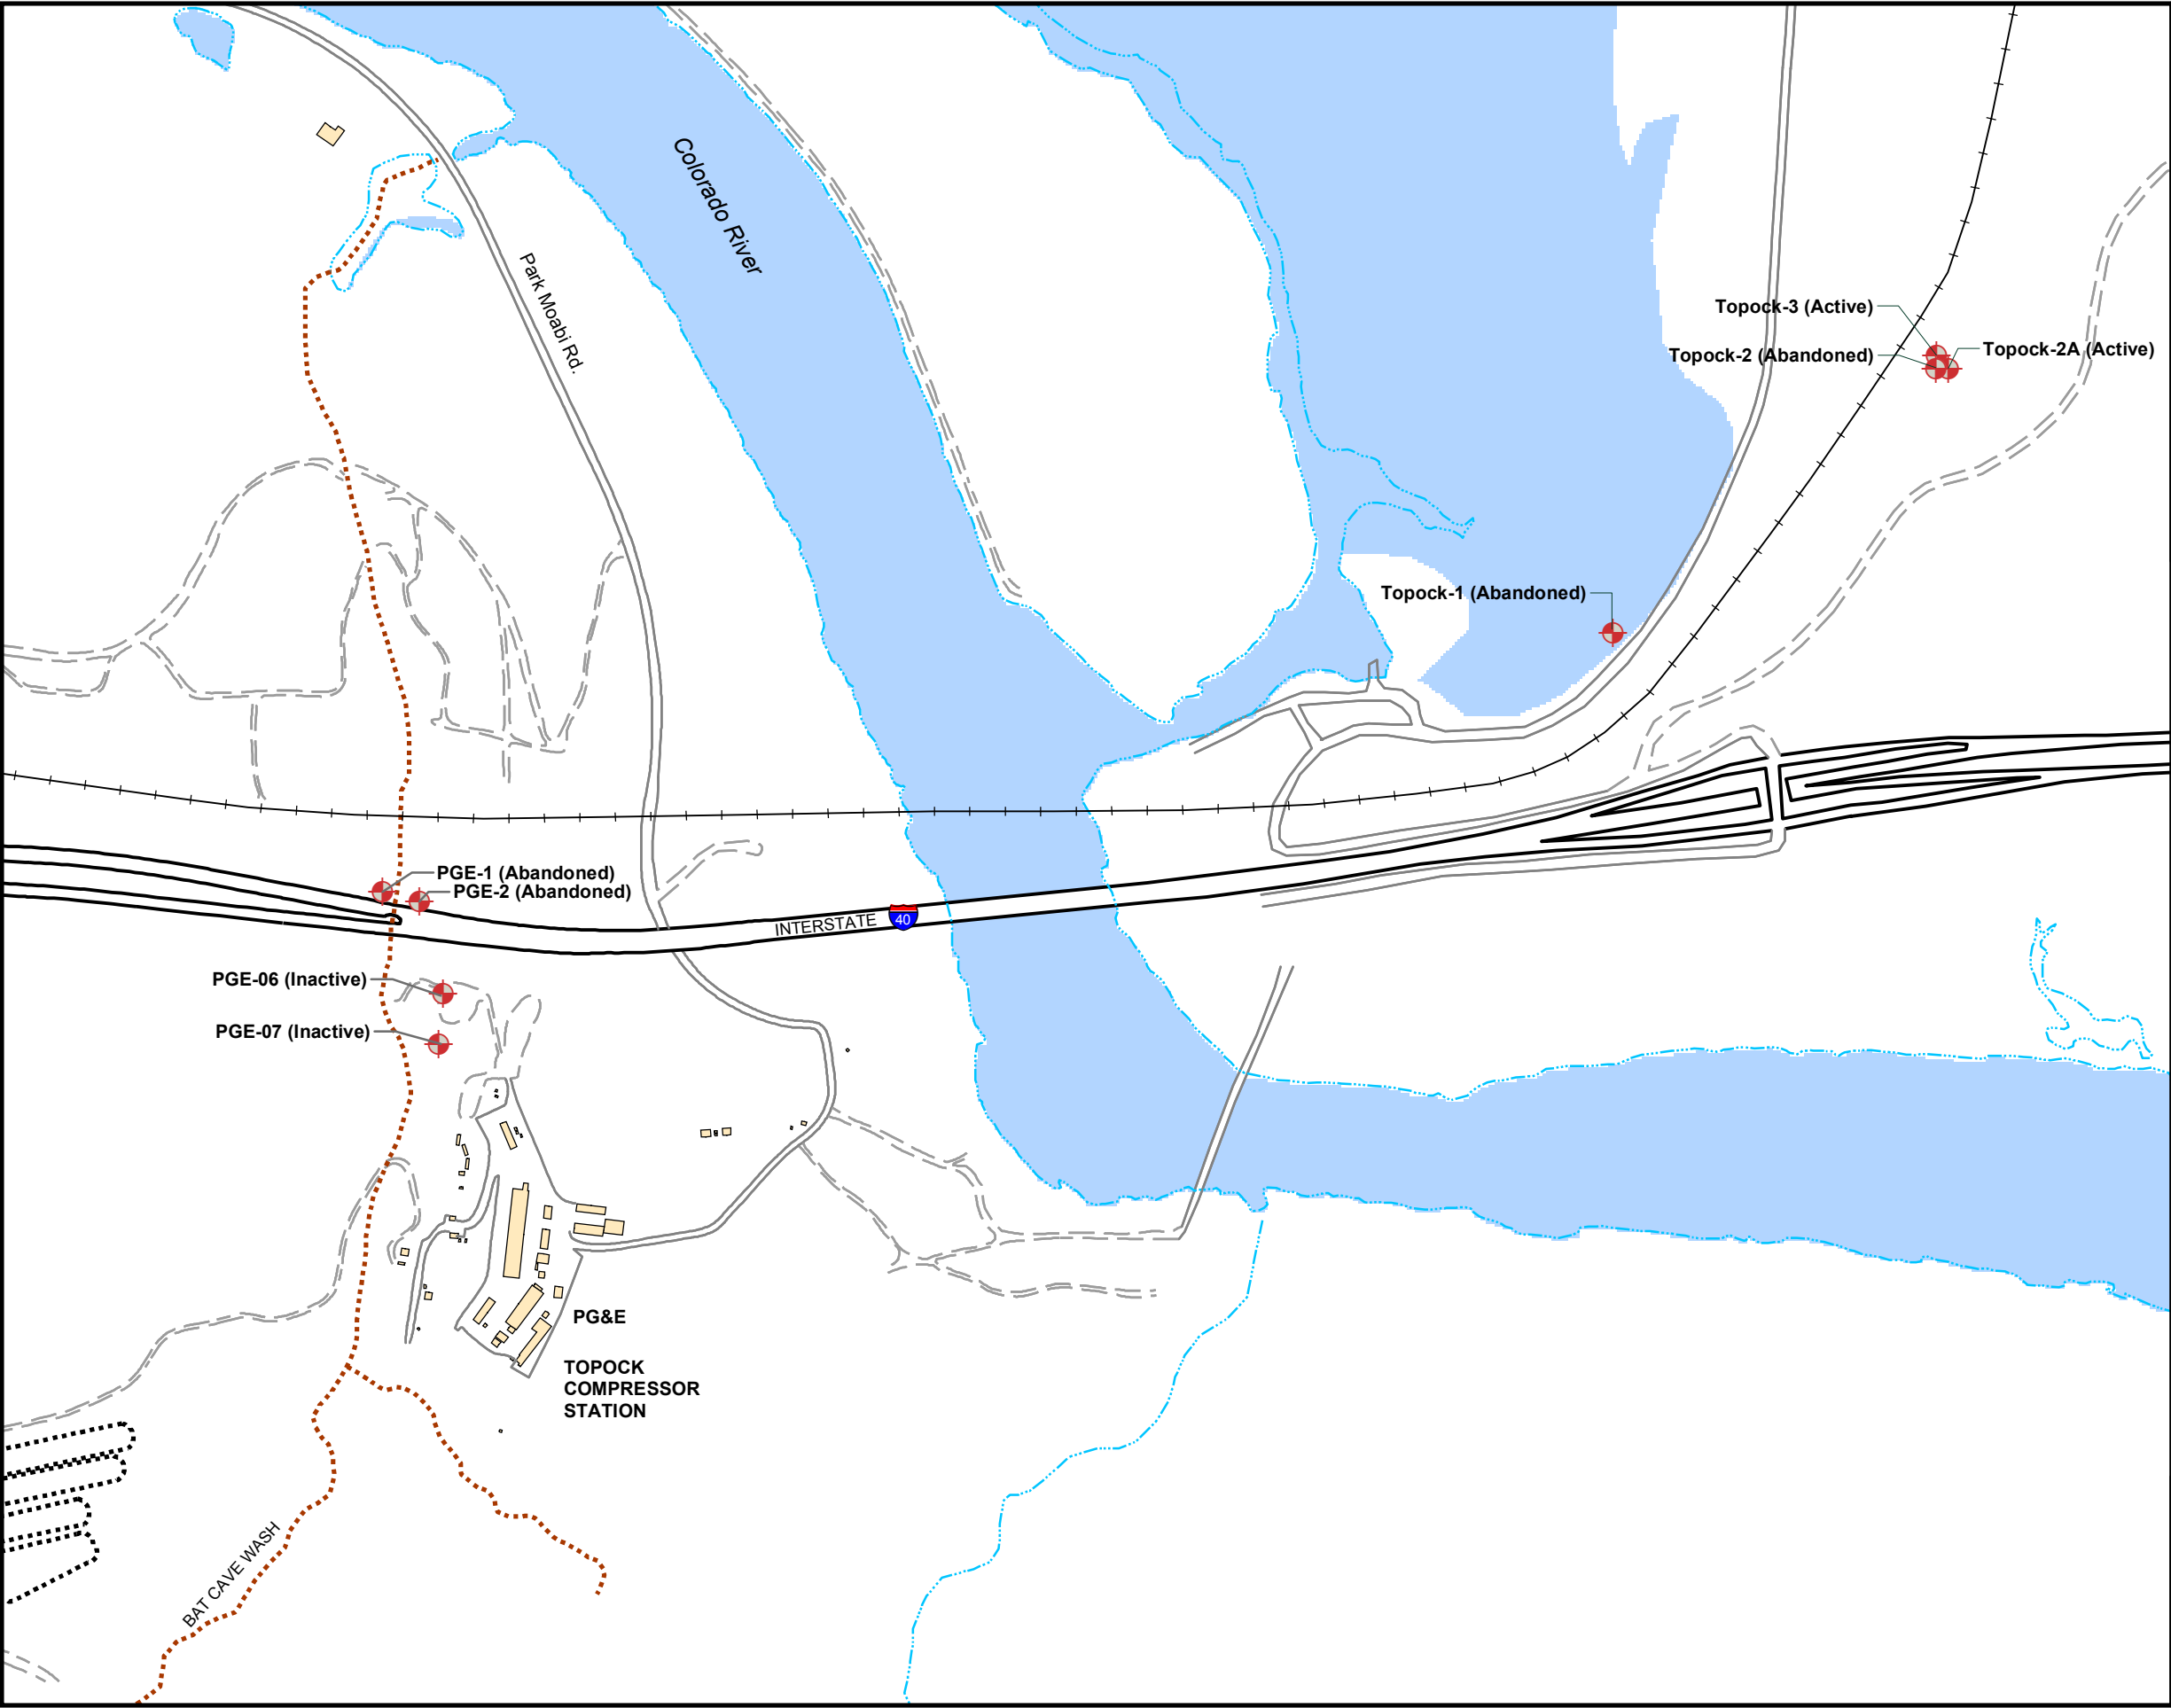 Colorado River
Park Moabi Rd.
Topock-3 (Active)
Topock-2 (Abandoned)
Topock-2A (Active)
Topock-1 (Abandoned)
PGE-1 (Abandoned)
PGE-2 (Abandoned)
INTERSTATE
40
PGE-06 (Inactive)
PGE-07 (Inactive)
PG&E
TOPOCK
COMPRESSOR
STATION
BAT CAVE WASH